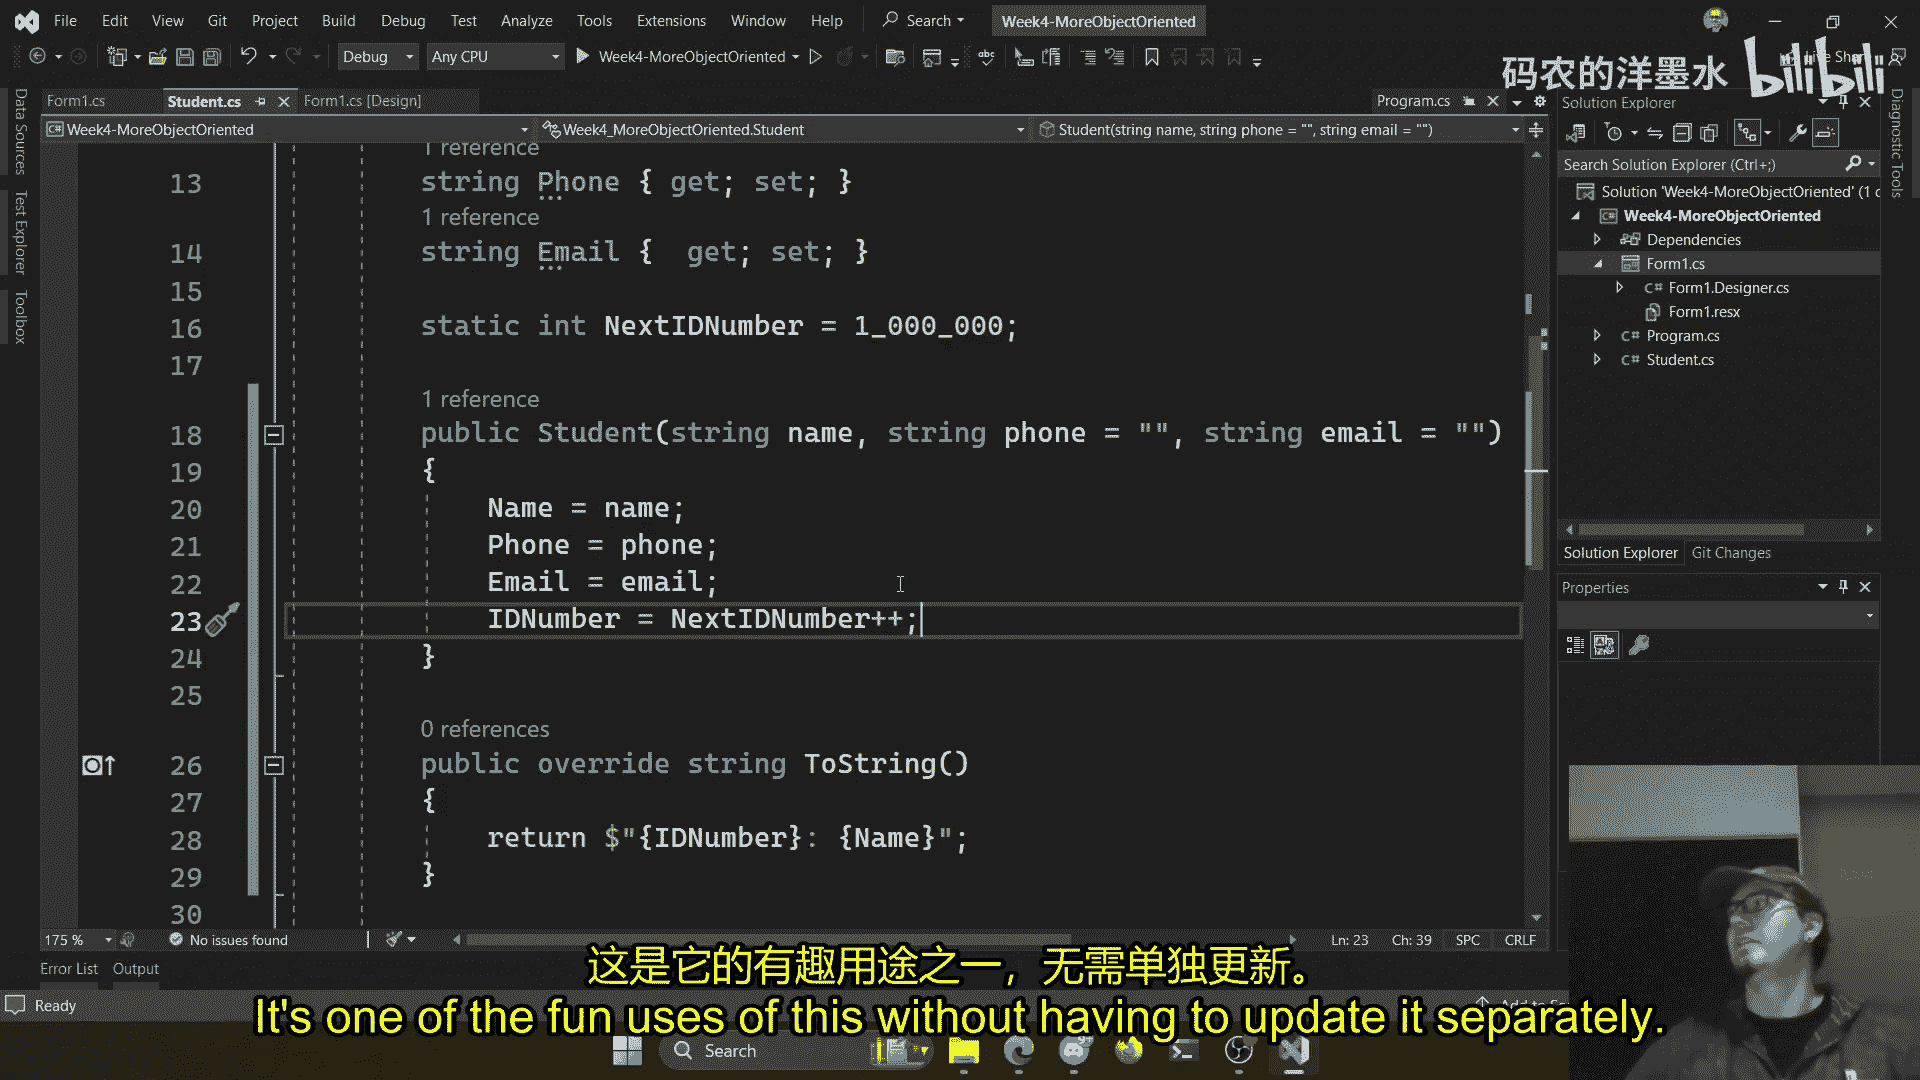 File Edit View Git Project Build Debug Test Analyze Tools Extensions Window Help Search Week4-MoreObjectOriented
Debug Any CPU Week4-MoreObjectOriented
码农的洋墨水 bilibili
Form1.cs Student.cs Form1.cs [Design] Program.cs
Week4-MoreObjectOriented Week4_MoreObjectOriented.Student Student(string name, string phone = "", string email = "")
Data Sources
Test Explorer
Toolbox
1 reference
13 string Phone { get; set; }
1 reference
14 string Email {  get; set; }
15
16 static int NextIDNumber = 1_000_000;
17
1 reference
18 public Student(string name, string phone = "", string email = "")
19 {
20 Name = name;
21 Phone = phone;
22 Email = email;
23 IDNumber = NextIDNumber++;
24 }
25
0 references
26 public override string ToString()
27 {
28 return $"{IDNumber}: {Name}";
29 }
30
175 % No issues found Ln: 23 Ch: 39 SPC CRLF
Error List Output
Ready
Solution Explorer
Search Solution Explorer (Ctrl+;)
Solution 'Week4-MoreObjectOriented' (1
Week4-MoreObjectOriented
Dependencies
Form1.cs
Form1.Designer.cs
Form1.resx
Program.cs
Student.cs
Solution Explorer Git Changes
Properties
Diagnostic Tools
这是它的有趣用途之一，无需单独更新。
It's one of the fun uses of this without having to update it separately.
Search